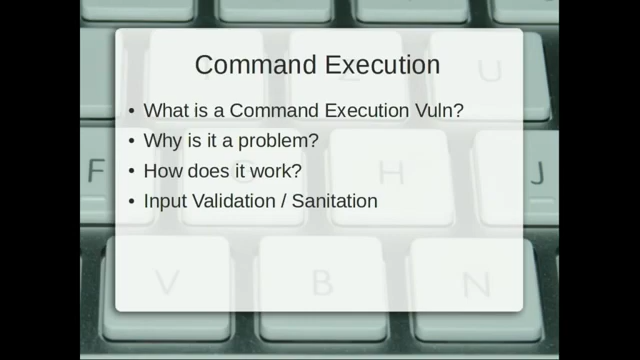 Command Execution
• What is a Command Execution Vuln?
• Why is it a problem?
• How does it work?
• Input Validation / Sanitation
F
G
H
J
U
V
B
N